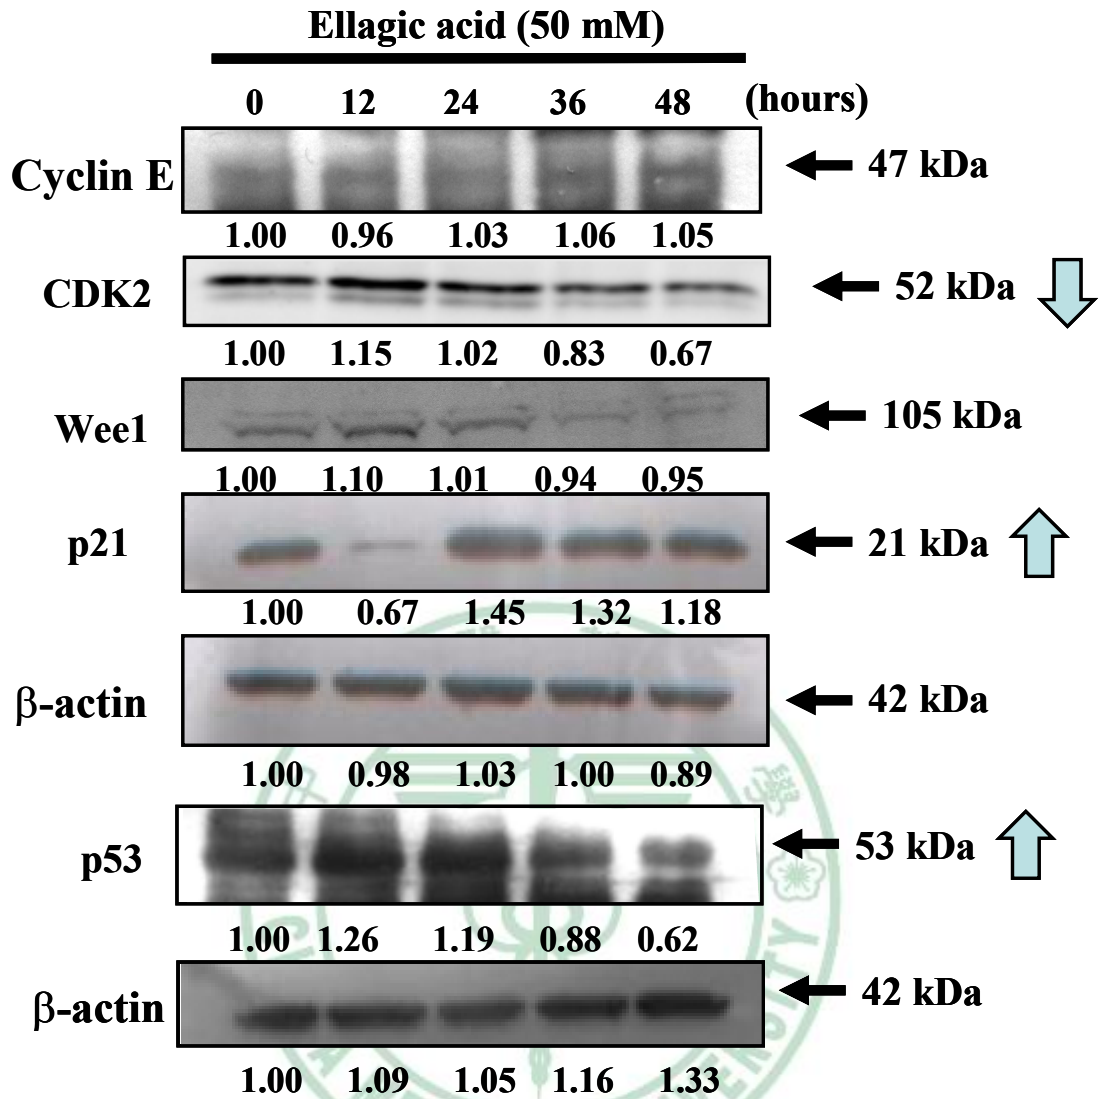 Ellagic acid (50 mM)
0 12 24 36 48 (hours)
Cyclin E 47 kDa
1.00 0.96 1.03 1.06 1.05
CDK2 52 kDa
1.00 1.15 1.02 0.83 0.67
Wee1 105 kDa
1.00 1.10 1.01 0.94 0.95
p21 21 kDa
1.00 0.67 1.45 1.32 1.18
β-actin 42 kDa
1.00 0.98 1.03 1.00 0.89
p53 53 kDa
1.00 1.26 1.19 0.88 0.62
β-actin 42 kDa
1.00 1.09 1.05 1.16 1.33